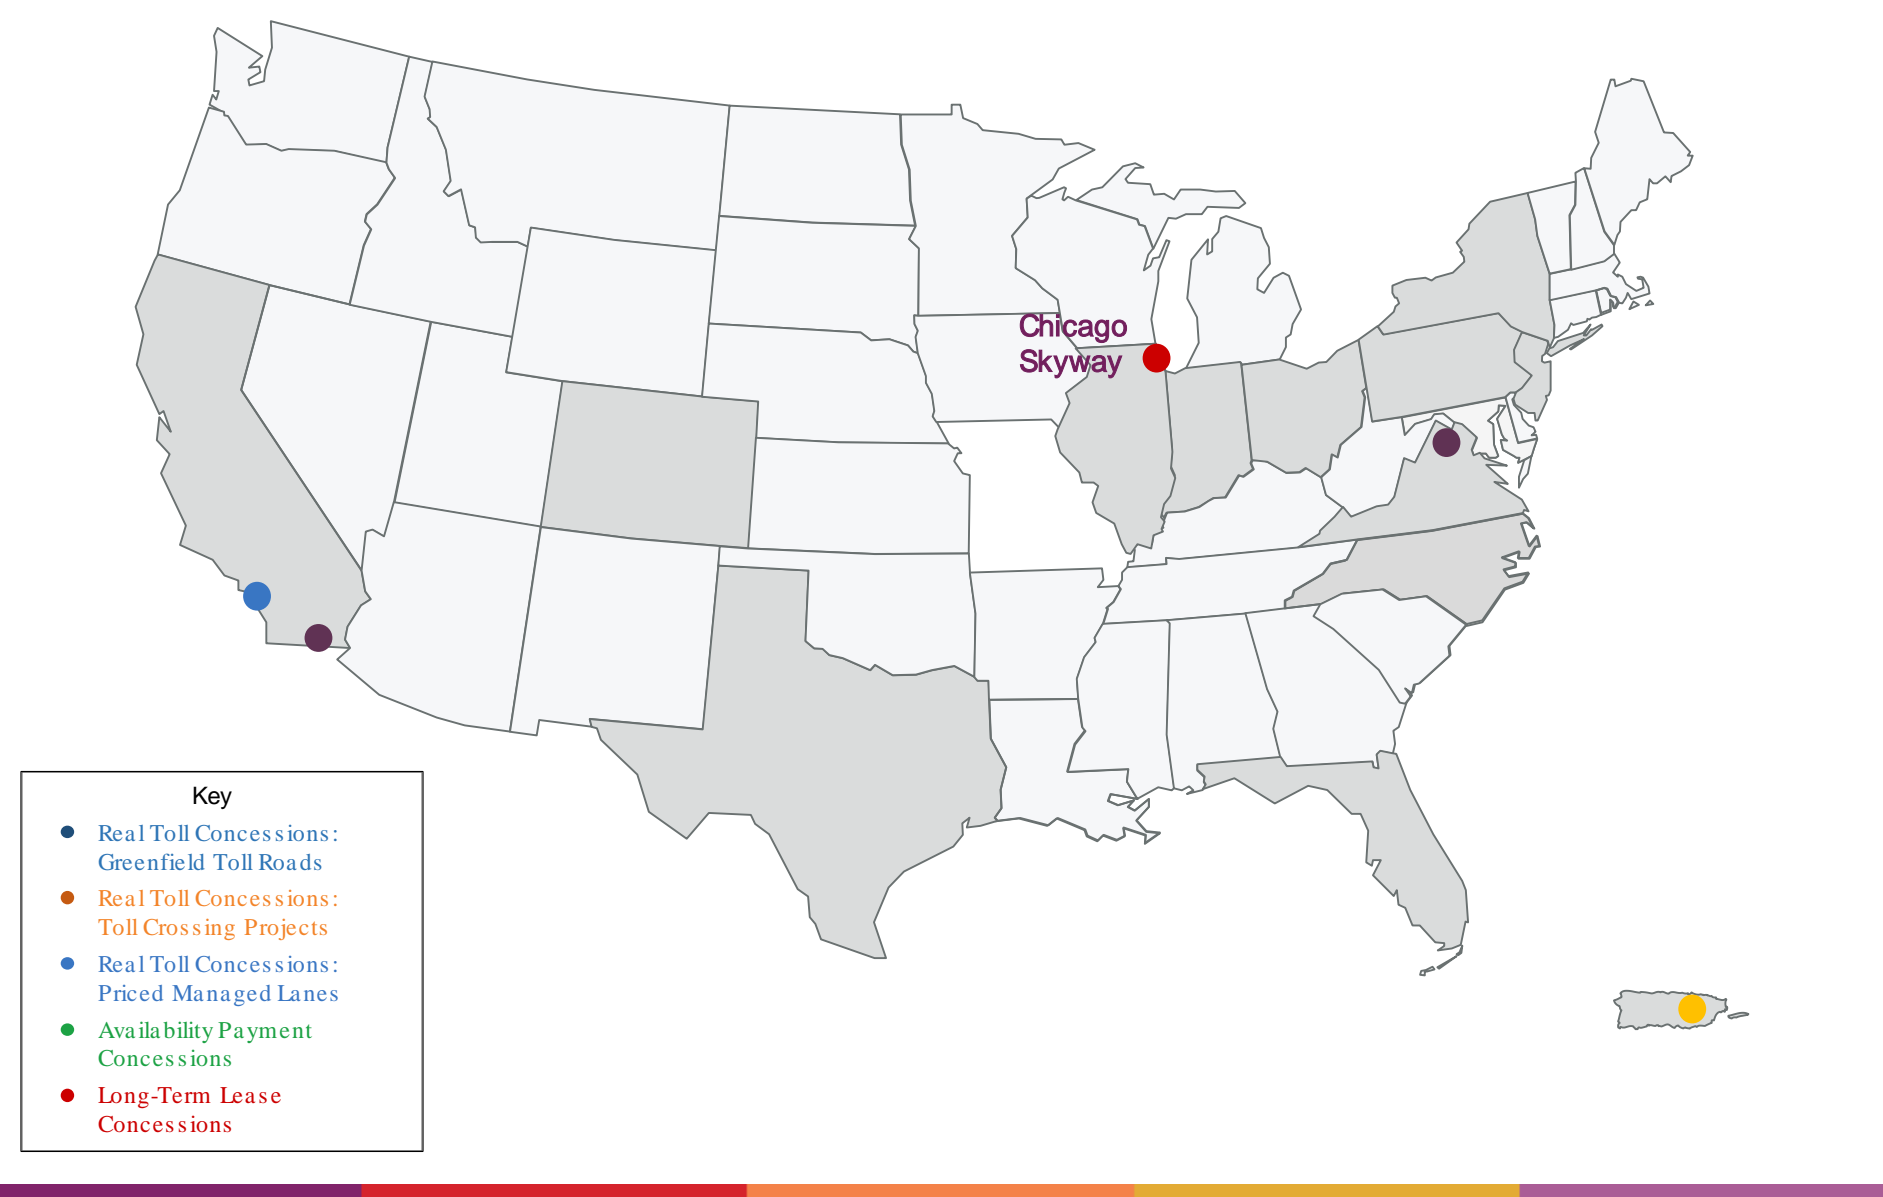 Chicago
Skyway
Key
Real Toll Concessions:
Greenfield Toll Roads
Real Toll Concessions:
Toll Crossing Projects
Real Toll Concessions:
Priced Managed Lanes
Availability Payment
Concessions
Long-Term Lease
Concessions